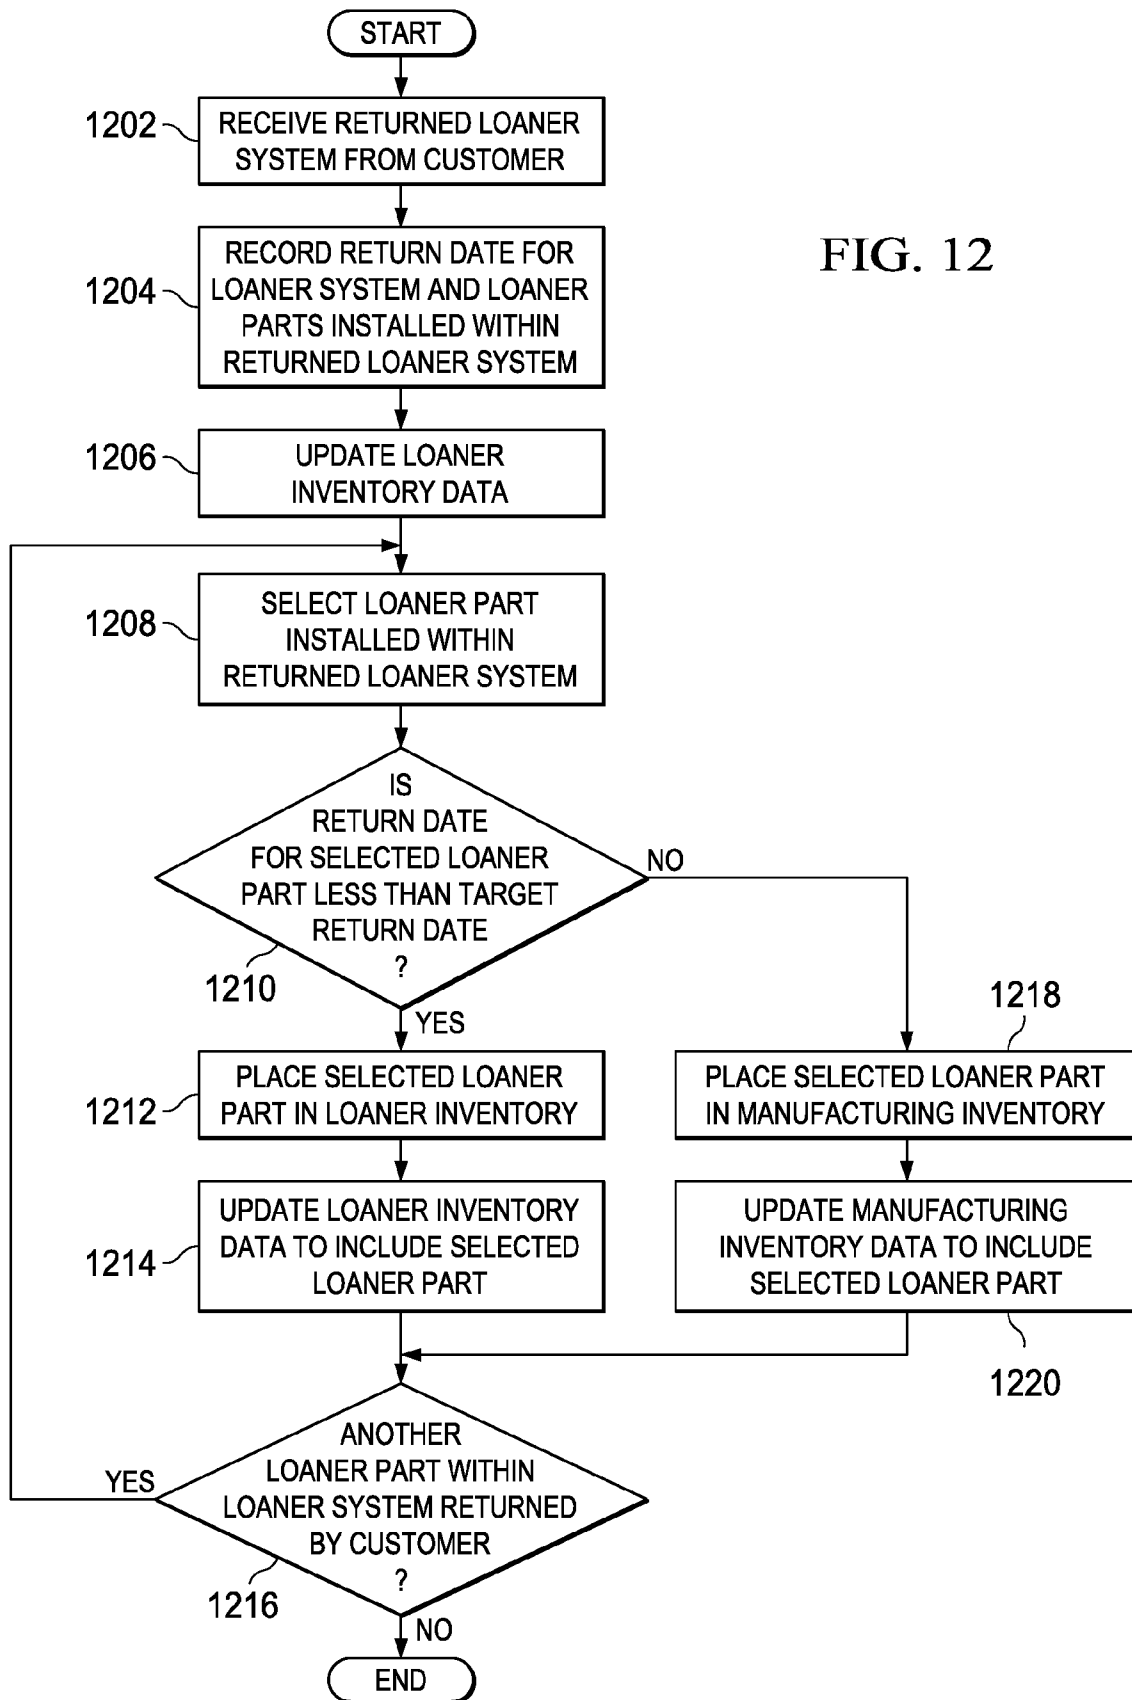 START
1202
RECEIVE RETURNED LOANER
SYSTEM FROM CUSTOMER
FIG. 12
1204
RECORD RETURN DATE FOR
LOANER SYSTEM AND LOANER
PARTS INSTALLED WITHIN
RETURNED LOANER SYSTEM
1206
UPDATE LOANER
INVENTORY DATA
1208
SELECT LOANER PART
INSTALLED WITHIN
RETURNED LOANER SYSTEM
IS
RETURN DATE
FOR SELECTED LOANER
PART LESS THAN TARGET
RETURN DATE
?
NO
1210
YES
1218
1212
PLACE SELECTED LOANER
PART IN LOANER INVENTORY
PLACE SELECTED LOANER PART
IN MANUFACTURING INVENTORY
1214
UPDATE LOANER INVENTORY
DATA TO INCLUDE SELECTED
LOANER PART
UPDATE MANUFACTURING
INVENTORY DATA TO INCLUDE
SELECTED LOANER PART
1220
ANOTHER
LOANER PART WITHIN
LOANER SYSTEM RETURNED
BY CUSTOMER
?
YES
1216
NO
END